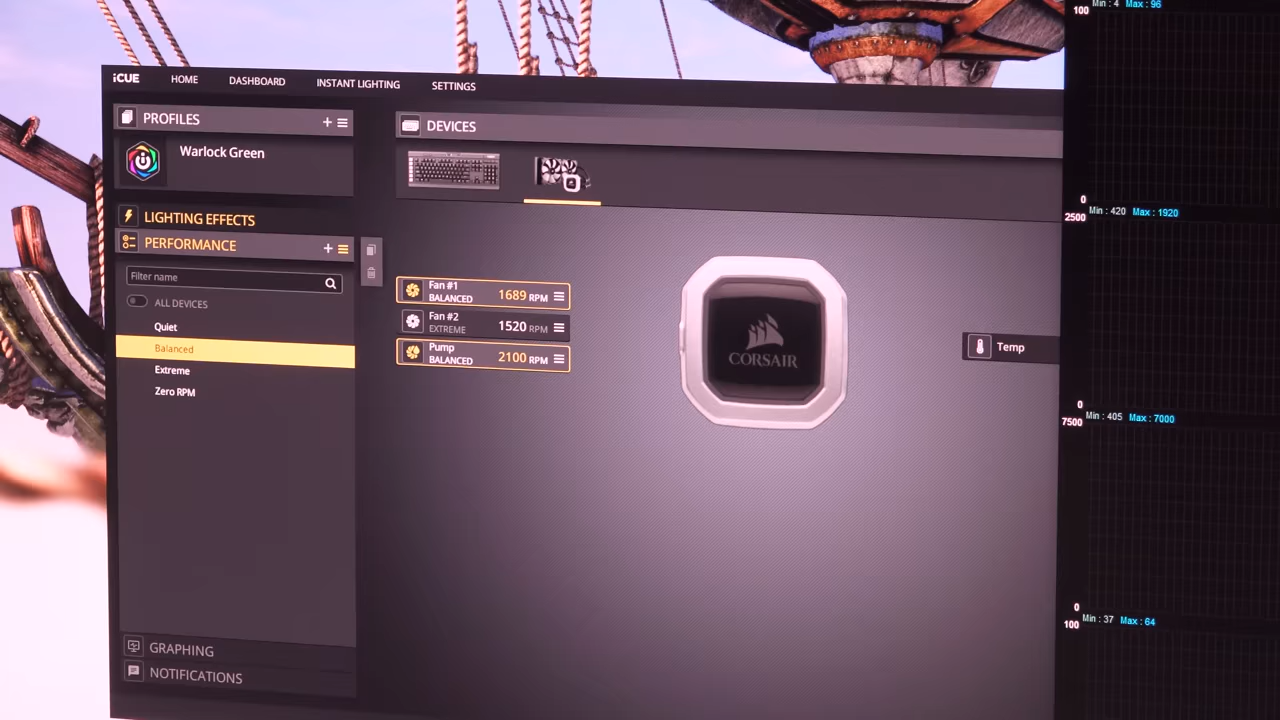 iCUE HOME DASHBOARD INSTANT LIGHTING SETTINGS
PROFILES
Warlock Green
LIGHTING EFFECTS
PERFORMANCE
Filter name
ALL DEVICES
Quiet
Balanced
Extreme
Zero RPM
GRAPHING
NOTIFICATIONS
DEVICES
Fan #1
BALANCED 1689 RPM
Fan #2
EXTREME 1520 RPM
Pump
BALANCED 2100 RPM
CORSAIR
Temp
100 Min : 4 Max : 96
0
2500 Min : 420 Max : 1920
0
7500 Min : 405 Max : 7000
0
100 Min : 37 Max : 64